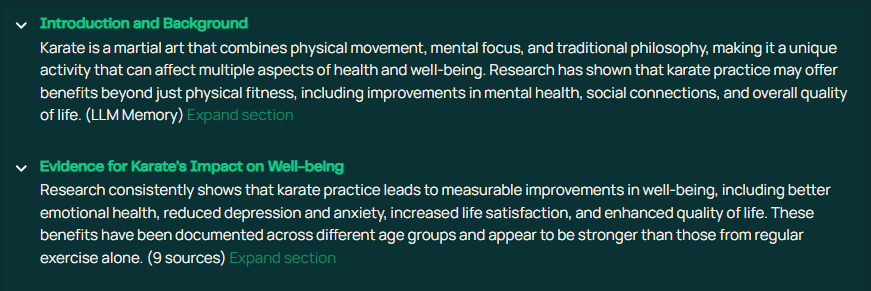 Introduction and Background
Karate is a martial art that combines physical movement, mental focus, and traditional philosophy, making it a unique
activity that can affect multiple aspects of health and well-being. Research has shown that karate practice may offer
benefits beyond just physical fitness, including improvements in mental health, social connections, and overall quality
of life. (LLM Memory) Expand section
Evidence for Karate's Impact on Well-being
Research consistently shows that karate practice leads to measurable improvements in well-being, including better
emotional health, reduced depression and anxiety, increased life satisfaction, and enhanced quality of life. These
benefits have been documented across different age groups and appear to be stronger than those from regular
exercise alone. (9 sources) Expand section